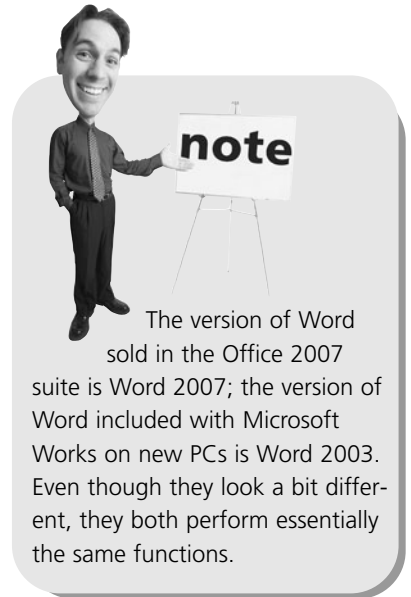 note
The version of Word
sold in the Office 2007
suite is Word 2007; the version of
Word included with Microsoft
Works on new PCs is Word 2003.
Even though they look a bit differ-
ent, they both perform essentially
the same functions.